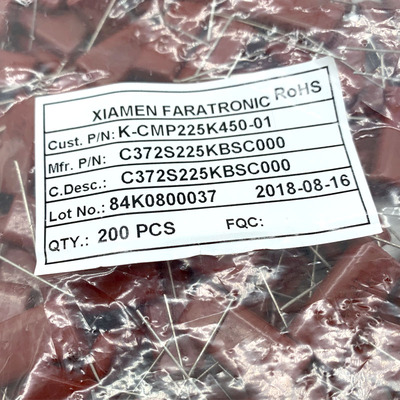 XIAMEN FARATRONIC RoHS
Cust. P/N: K-CMP225K450-01
Mfr. P/N: C372S225KBSC000
C.Desc.: C372S225KBSC000
Lot No.: 84K0800037 2018-08-16
QTY.: 200 PCS FQC: